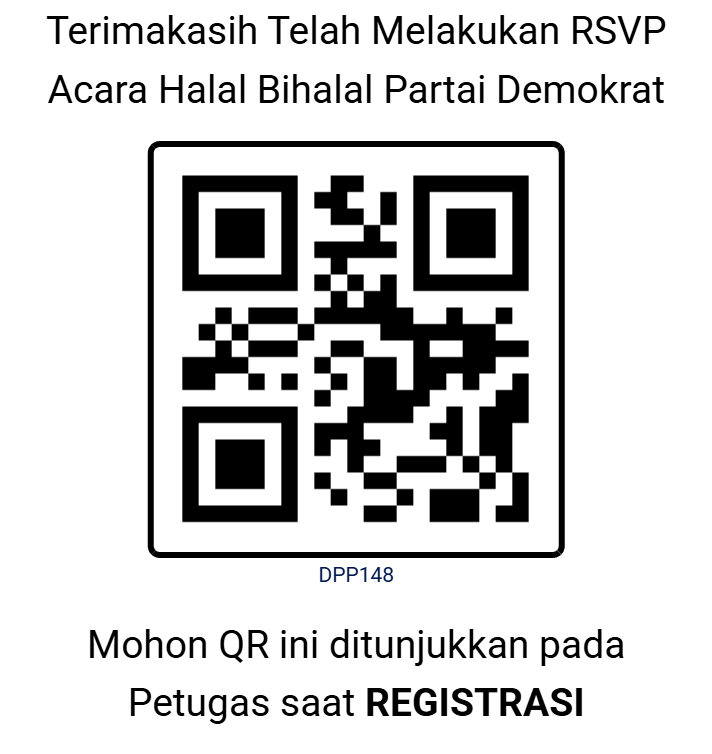 Terimakasih Telah Melakukan RSVP
Acara Halal Bihalal Partai Demokrat
DPP148
Mohon QR ini ditunjukkan pada
Petugas saat REGISTRASI